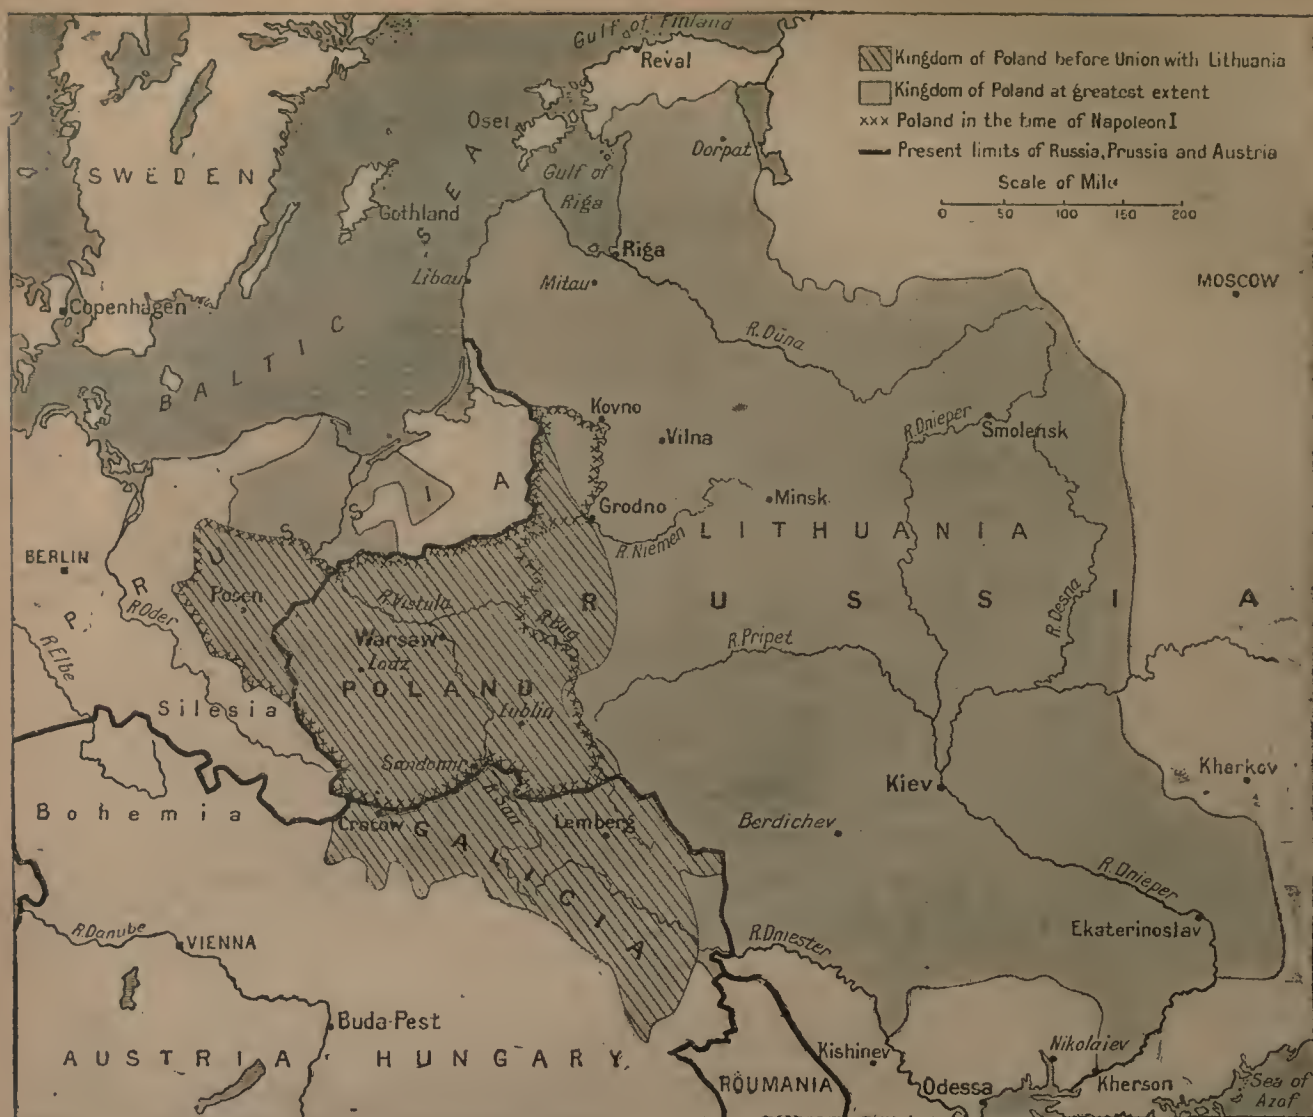 Gulf of Finland
Reval
Kingdom of Poland before Union with Lithuania
Kingdom of Poland at greatest extent
××× Poland in the time of Napoleon I
Present limits of Russia, Prussia and Austria
Scale of
0 50 100 150 200
SWEDEN
Osel
Dorpat
Gulf of
Riga
Gothland
Riga
Libau
Mitau
MOSCOW
Copenhagen
BALTIC SEA
R. Düna
Kovno
Vilna
R. Dnieper
Smolensk
Grodno
Minsk
LITHUANIA
R. Niemen
BERLIN
PRUSSIA
R. Oder
R. Elbe
Posen
R. Vistula
R. Bug
RUSSIA
R. Desna
R. Pripet
Warsaw
Lodz
POLAND
Lublin
Silesia
Sandomir
Bohemia
Cracow
R. San
Lemberg
GALICIA
Kiev
Kharkov
Berdichev
R. Dnieper
Ekaterinoslav
R. Danube
VIENNA
R. Dniester
Buda-Pest
AUSTRIA HUNGARY
Kishinev
Nikolaiev
ROUMANIA
Odessa
Kherson
Sea of
Azof